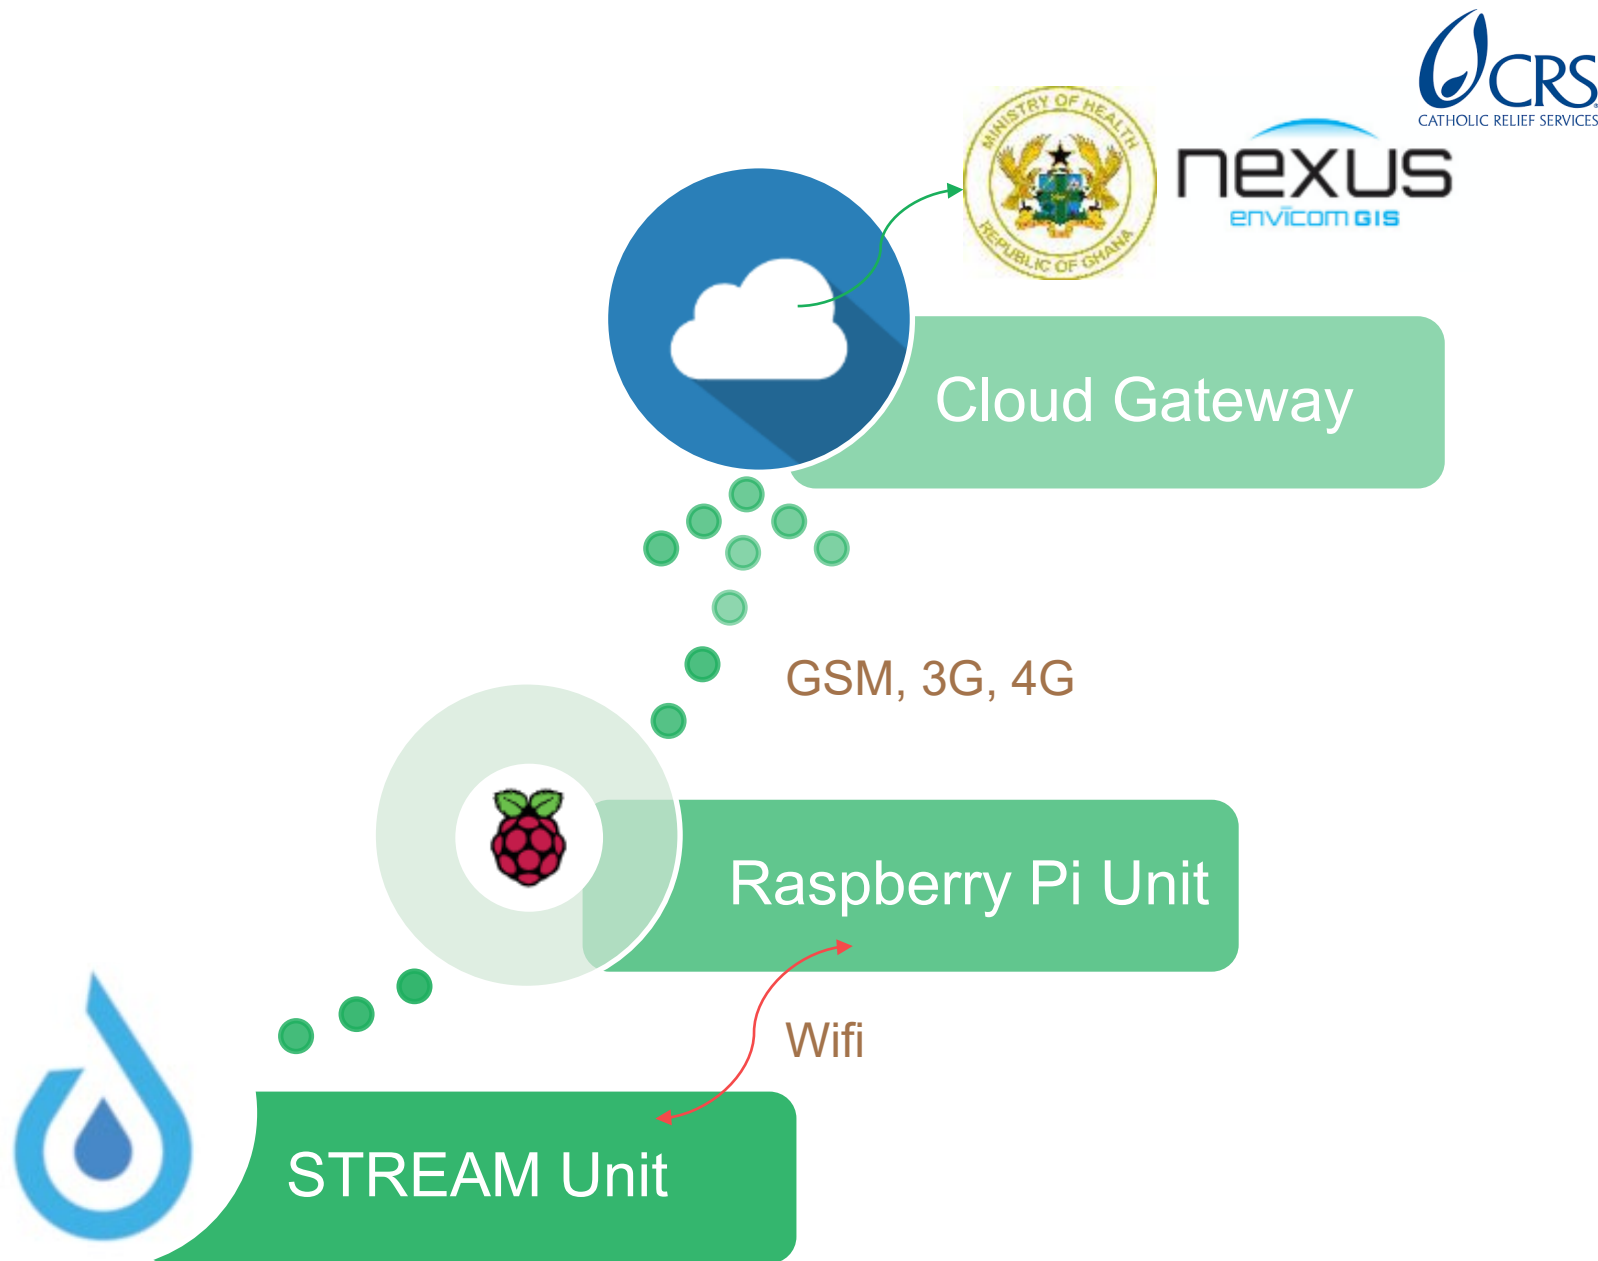 CRS
CATHOLIC RELIEF SERVICES
MINISTRY OF HEALTH
REPUBLIC OF GHANA
nexus
envicom GIS
Cloud Gateway
GSM, 3G, 4G
Raspberry Pi Unit
Wifi
STREAM Unit